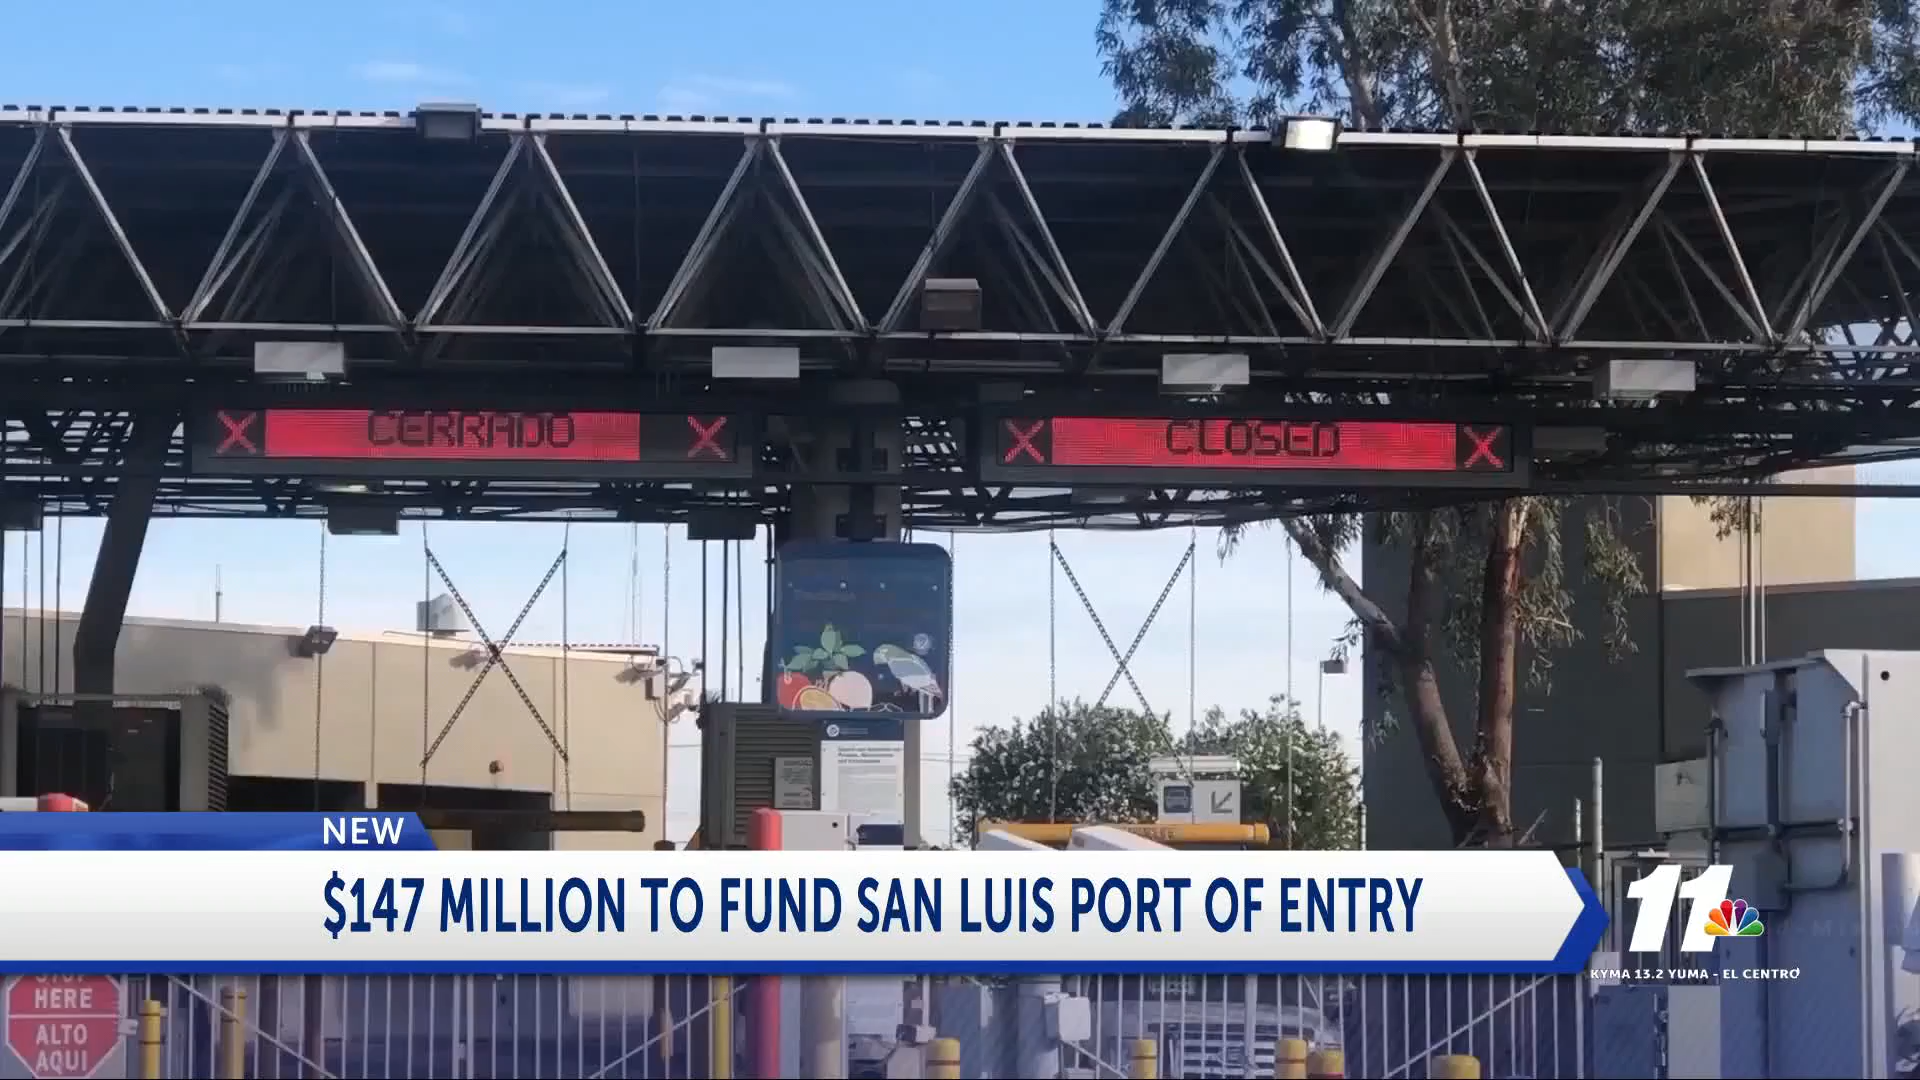 CERRADO
CLOSED
NEW
$147 MILLION TO FUND SAN LUIS PORT OF ENTRY
11
KYMA 13.2 YUMA - EL CENTRO
STOP
HERE
ALTO
AQUI